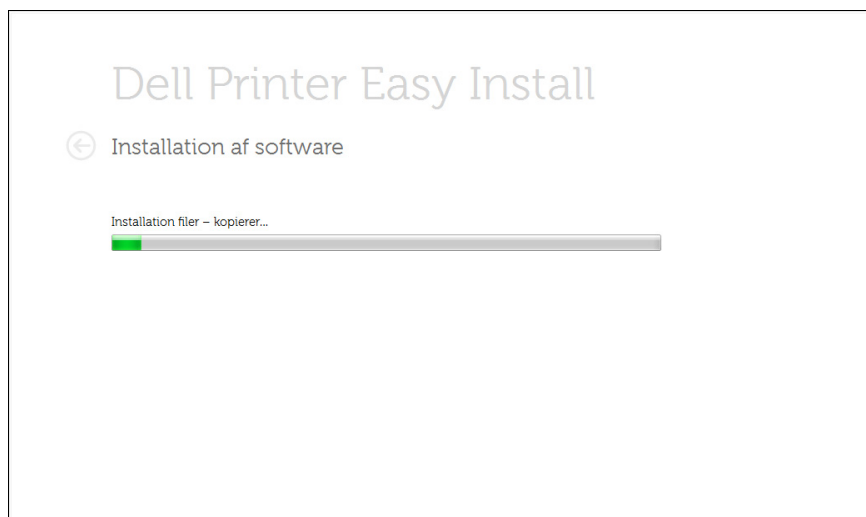 Dell Printer Easy Install
Installation af software
Installation filer – kopierer...